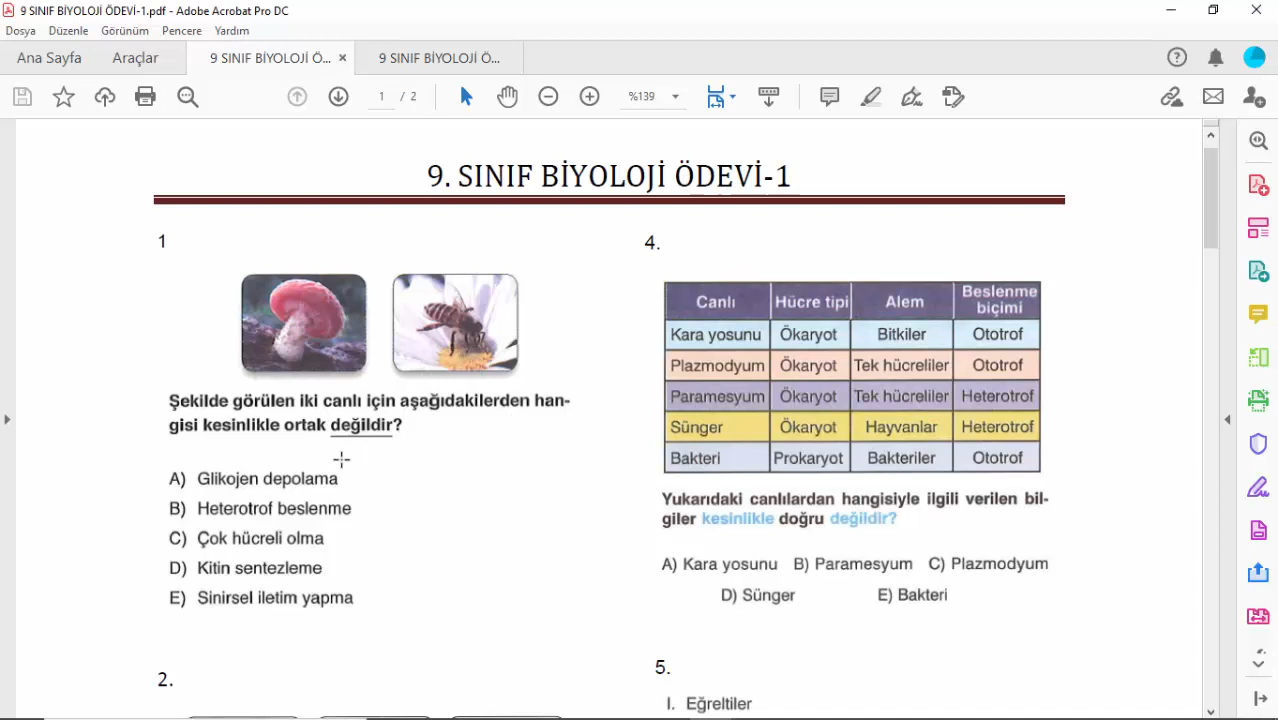 9 SINIF BİYOLOJİ ÖDEVİ-1.pdf - Adobe Acrobat Pro DC
Dosya Düzenle Görünüm Pencere Yardım
Ana Sayfa Araçlar 9 SINIF BİYOLOJİ Ö... × 9 SINIF BİYOLOJİ Ö...
1 / 2 %139
9. SINIF BİYOLOJİ ÖDEVİ-1
1
Şekilde görülen iki canlı için aşağıdakilerden han-
gisi kesinlikle ortak değildir?
A) Glikojen depolama
B) Heterotrof beslenme
C) Çok hücreli olma
D) Kitin sentezleme
E) Sinirsel iletim yapma
2.
4.
Canlı Hücre tipi Alem Beslenme biçimi
Kara yosunu Ökaryot Bitkiler Ototrof
Plazmodyum Ökaryot Tek hücreliler Ototrof
Paramesyum Ökaryot Tek hücreliler Heterotrof
Sünger Ökaryot Hayvanlar Heterotrof
Bakteri Prokaryot Bakteriler Ototrof
Yukarıdaki canlılardan hangisiyle ilgili verilen bil-
giler kesinlikle doğru değildir?
A) Kara yosunu B) Paramesyum C) Plazmodyum
D) Sünger E) Bakteri
5.
I. Eğreltiler